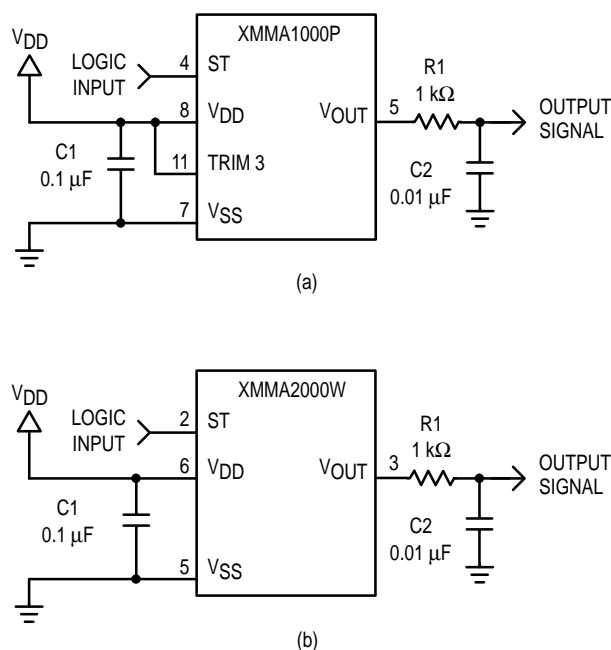 XMMA1000P
VDD
LOGIC
INPUT
4
ST
8
VDD
VOUT
5
R1
1 kΩ
OUTPUT
SIGNAL
C1
0.1 µF
11
TRIM 3
C2
0.01 µF
7
VSS
(a)
XMMA2000W
VDD
LOGIC
INPUT
2
ST
6
VDD
VOUT
3
R1
1 kΩ
OUTPUT
SIGNAL
C1
0.1 µF
C2
0.01 µF
5
VSS
(b)